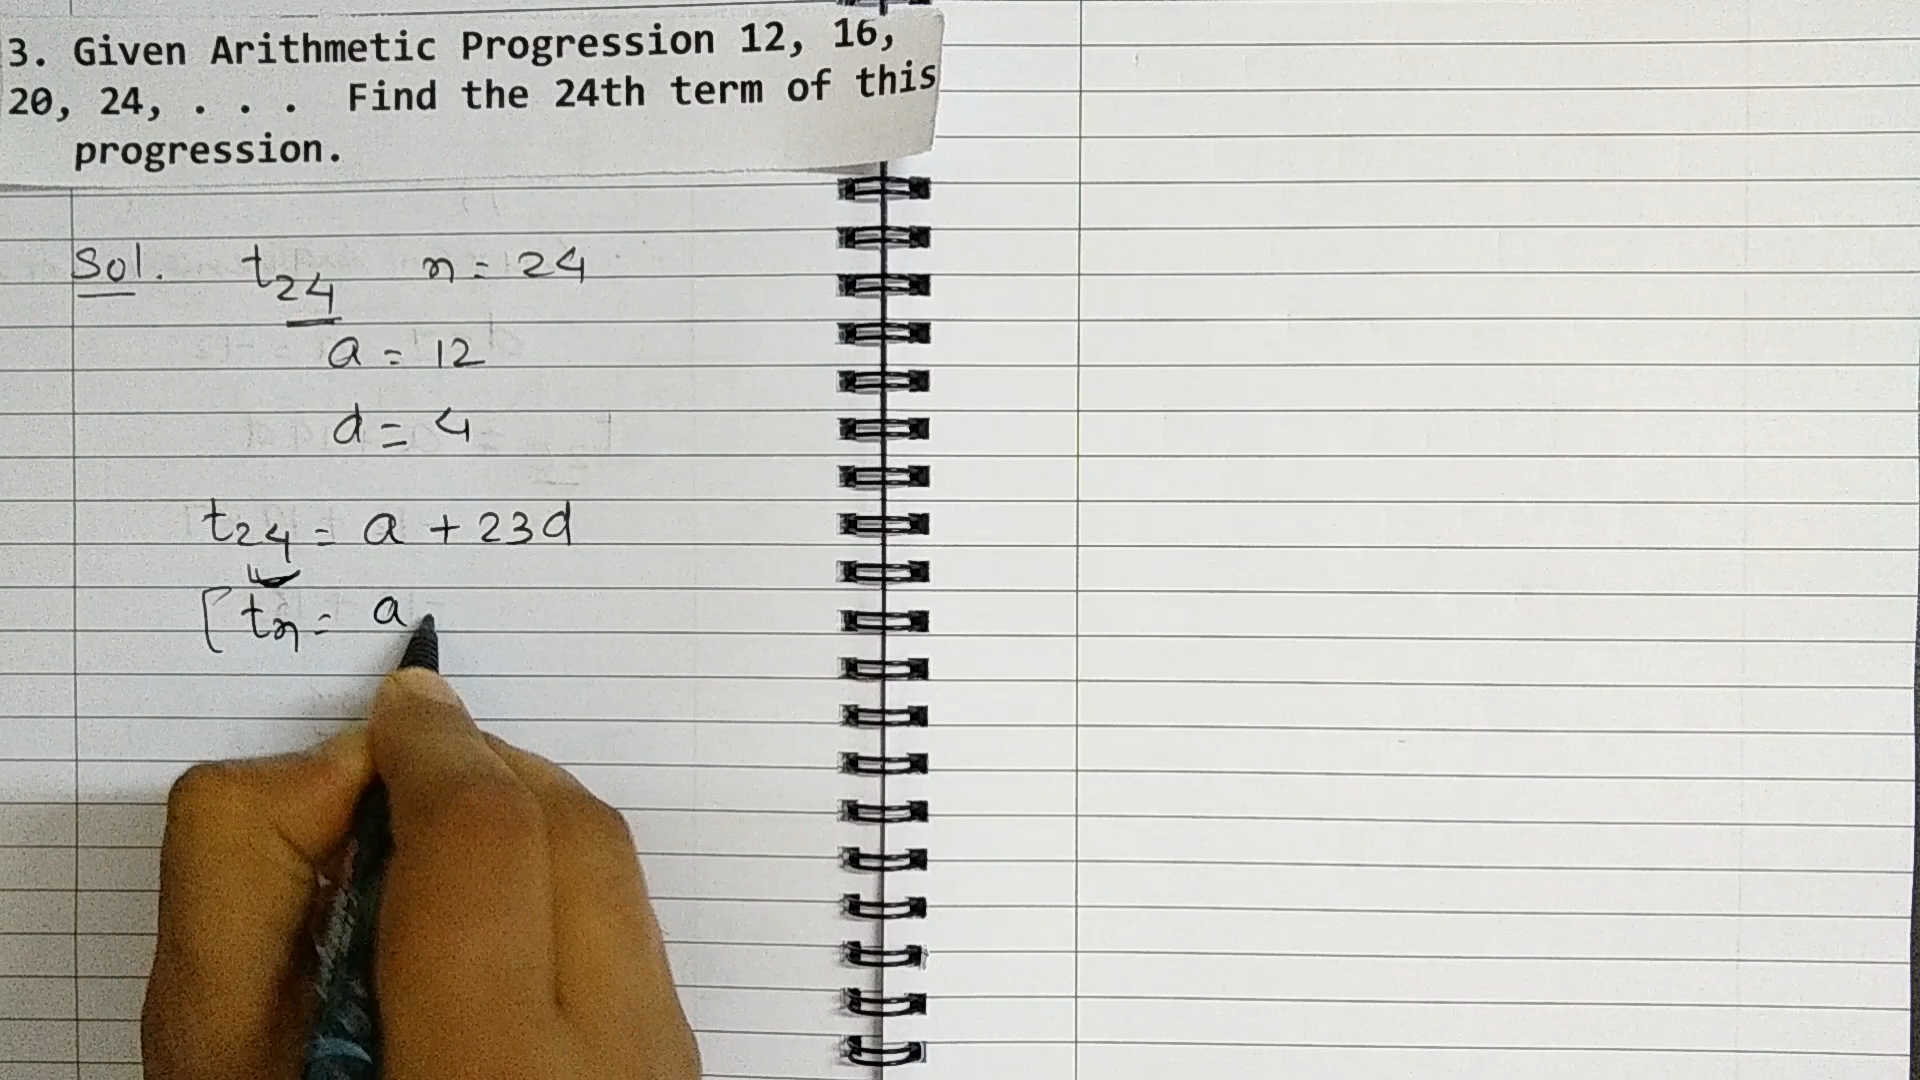 3. Given Arithmetic Progression 12, 16,
20, 24, . . . Find the 24th term of this
progression.
Sol. t24 n = 24
a = 12
d = 4
t24 = a + 23d
[ tn = a